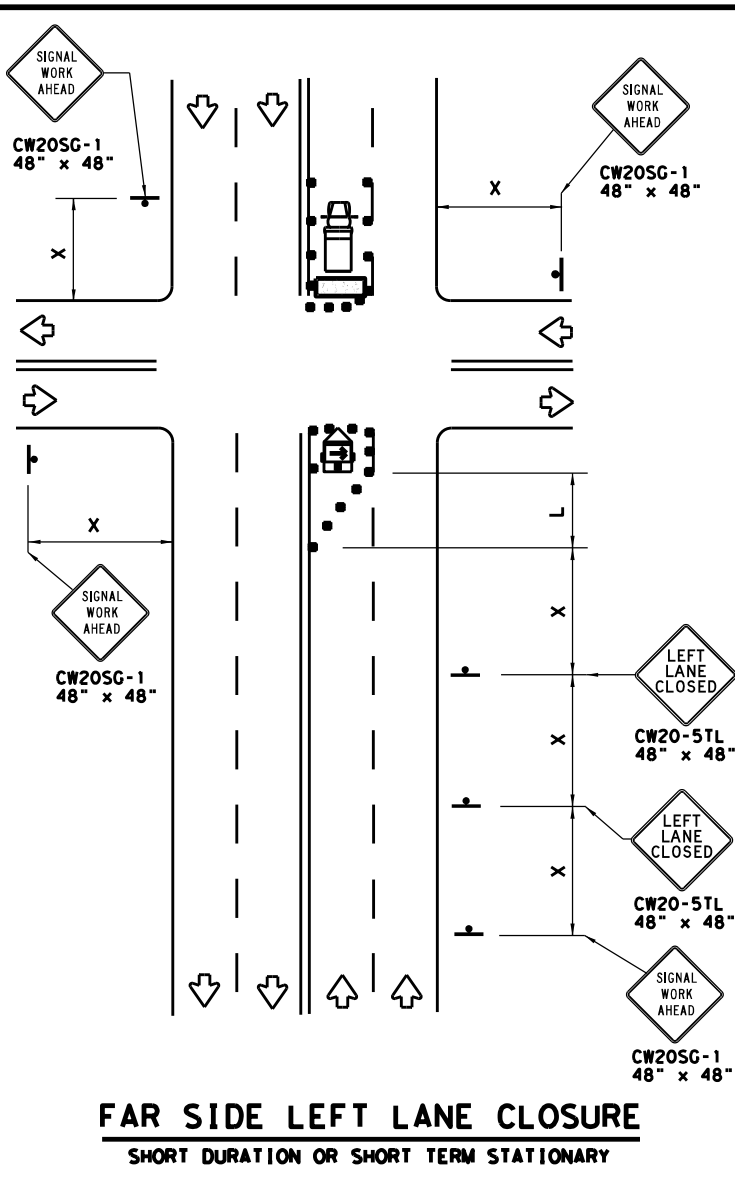 SIGNAL
WORK
AHEAD
CW20SG-1
48" x 48"
SIGNAL
WORK
AHEAD
CW20SG-1
48" x 48"
X
X
X
SIGNAL
WORK
AHEAD
CW20SG-1
48" x 48"
L
X
LEFT
LANE
CLOSED
CW20-5TL
48" x 48"
X
LEFT
LANE
CLOSED
CW20-5TL
48" x 48"
X
SIGNAL
WORK
AHEAD
CW20SG-1
48" x 48"
FAR SIDE LEFT LANE CLOSURE
SHORT DURATION OR SHORT TERM STATIONARY